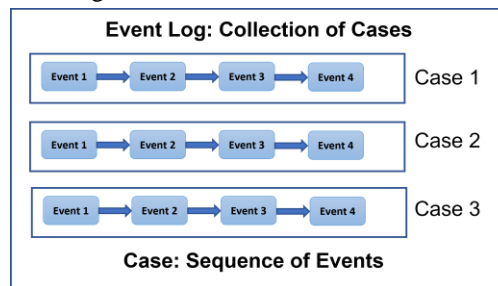 Event Log: Collection of Cases
Event 1 Event 2 Event 3 Event 4 Case 1
Event 1 Event 2 Event 3 Event 4 Case 2
Event 1 Event 2 Event 3 Event 4 Case 3
Case: Sequence of Events